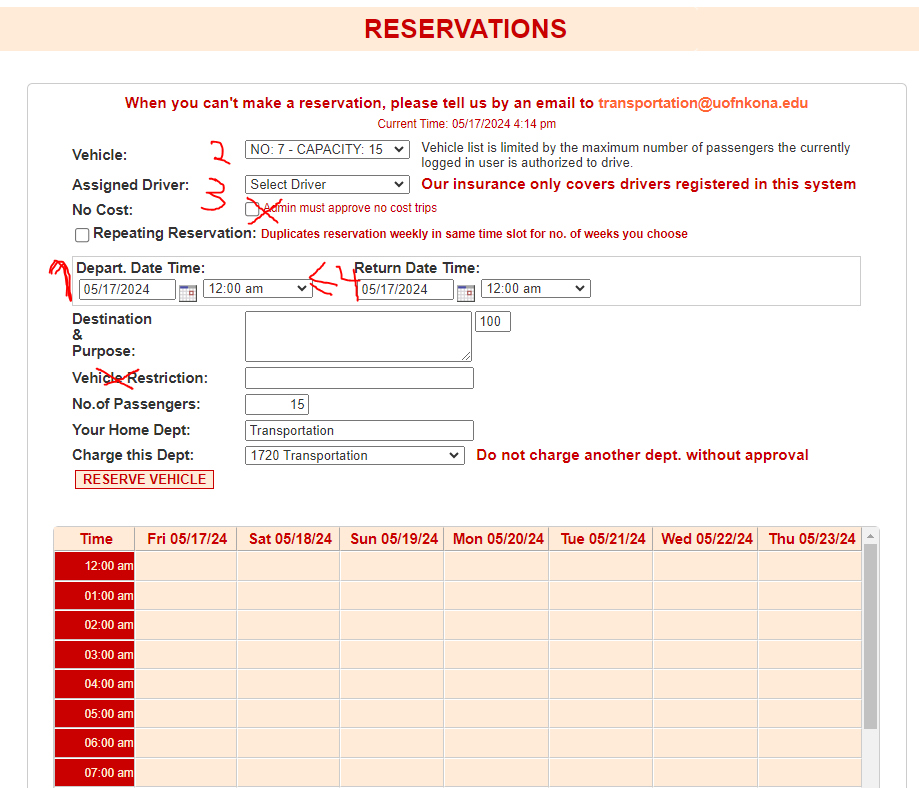 RESERVATIONS
When you can't make a reservation, please tell us by an email to transportation@uofnkona.edu
Current Time: 05/17/2024 4:14 pm
Vehicle: 2 NO: 7 - CAPACITY: 15 Vehicle list is limited by the maximum number of passengers the currently
logged in user is authorized to drive.
Assigned Driver: 3 Select Driver Our insurance only covers drivers registered in this system
No Cost: Admin must approve no cost trips
Repeating Reservation: Duplicates reservation weekly in same time slot for no. of weeks you choose
Depart. Date Time: Return Date Time:
1 05/17/2024 12:00 am 4 05/17/2024 12:00 am
Destination
&
Purpose:
100
Vehicle Restriction:
No.of Passengers: 15
Your Home Dept: Transportation
Charge this Dept: 1720 Transportation Do not charge another dept. without approval
RESERVE VEHICLE
Time Fri 05/17/24 Sat 05/18/24 Sun 05/19/24 Mon 05/20/24 Tue 05/21/24 Wed 05/22/24 Thu 05/23/24
12:00 am
01:00 am
02:00 am
03:00 am
04:00 am
05:00 am
06:00 am
07:00 am